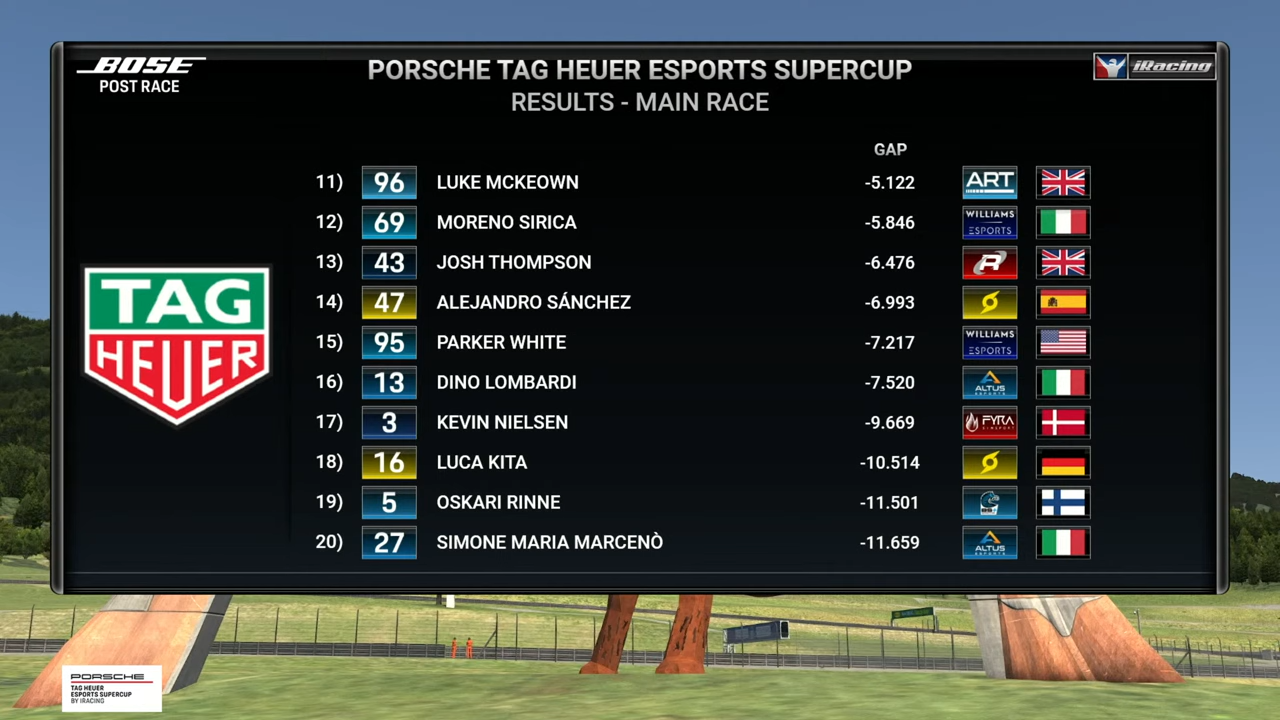 BOSE
POST RACE
PORSCHE TAG HEUER ESPORTS SUPERCUP
RESULTS - MAIN RACE
iRacing
GAP
11) 96 LUKE MCKEOWN -5.122 ART
12) 69 MORENO SIRICA -5.846 WILLIAMS ESPORTS
13) 43 JOSH THOMPSON -6.476 R
14) 47 ALEJANDRO SÁNCHEZ -6.993
15) 95 PARKER WHITE -7.217 WILLIAMS ESPORTS
16) 13 DINO LOMBARDI -7.520 ALTUS ESPORTS
17) 3 KEVIN NIELSEN -9.669 FYRA
18) 16 LUCA KITA -10.514
19) 5 OSKARI RINNE -11.501
20) 27 SIMONE MARIA MARCENÒ -11.659 ALTUS ESPORTS
TAG
HEUER
PORSCHE
TAG HEUER
ESPORTS SUPERCUP
BY IRACING